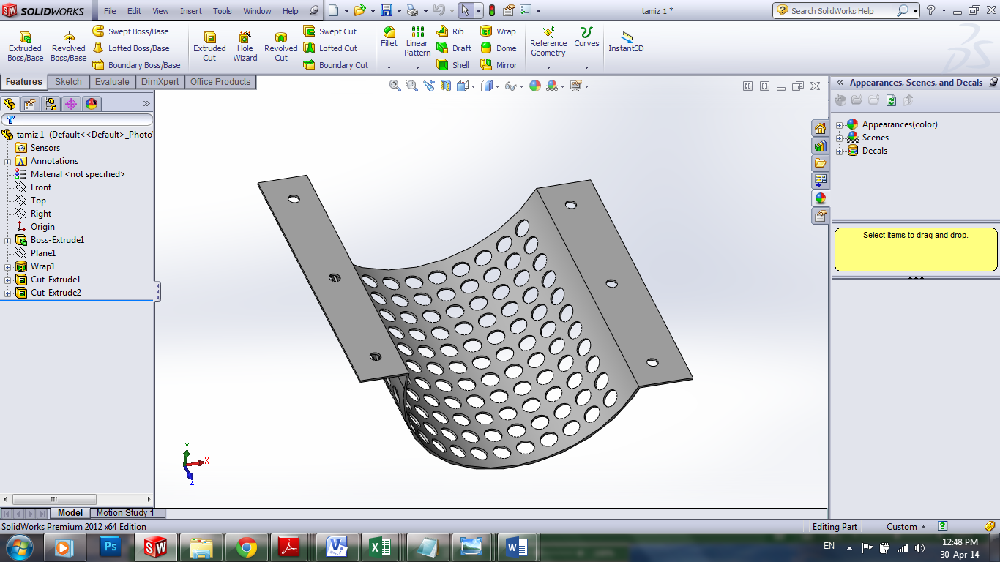 SW SOLIDWORKS File Edit View Insert Tools Window Help tamiz 1 * Search SolidWorks Help
Extruded Boss/Base
Revolved Boss/Base
Swept Boss/Base
Lofted Boss/Base
Boundary Boss/Base
Extruded Cut
Hole Wizard
Revolved Cut
Swept Cut
Lofted Cut
Boundary Cut
Fillet
Linear Pattern
Rib
Draft
Shell
Wrap
Dome
Mirror
Reference Geometry
Curves
Instant3D
Features Sketch Evaluate DimXpert Office Products
tamiz 1 (Default<<Default>_Photo
Sensors
A Annotations
Material <not specified>
Front
Top
Right
Origin
Boss-Extrude1
Plane1
Wrap1
Cut-Extrude1
Cut-Extrude2
Y
X
Z
Appearances, Scenes, and Decals
Appearances(color)
Scenes
Decals
Select items to drag and drop.
Model Motion Study 1
SolidWorks Premium 2012 x64 Edition Editing Part Custom
Ps SW W EN 12:48 PM
30-Apr-14